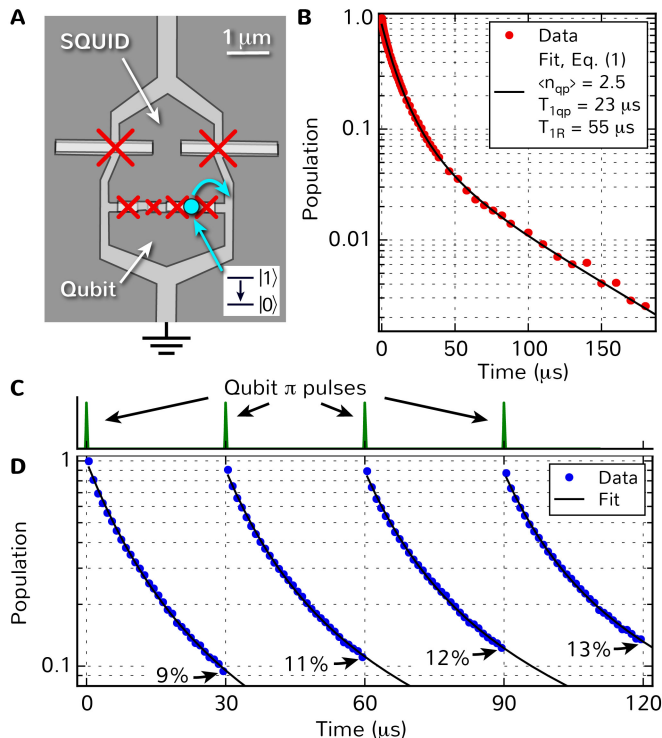 A
SQUID
1 μm
Qubit
|1⟩
|0⟩
B
1.0
0.1
0.01
Population
Data
Fit, Eq. (1)
<n_qp> = 2.5
T_1qp = 23 μs
T_1R = 55 μs
0 50 100 150
Time (μs)
C
Qubit π pulses
D
1
0.1
Population
Data
Fit
9%
11%
12%
13%
0 30 60 90 120
Time (μs)